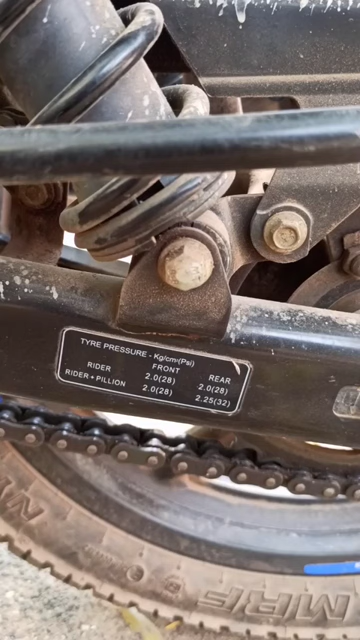 TYRE PRESSURE - Kg/cm²(Psi)
FRONT REAR
RIDER 2.0(28) 2.0(28)
RIDER + PILLION 2.0(28) 2.25(32)
MRF